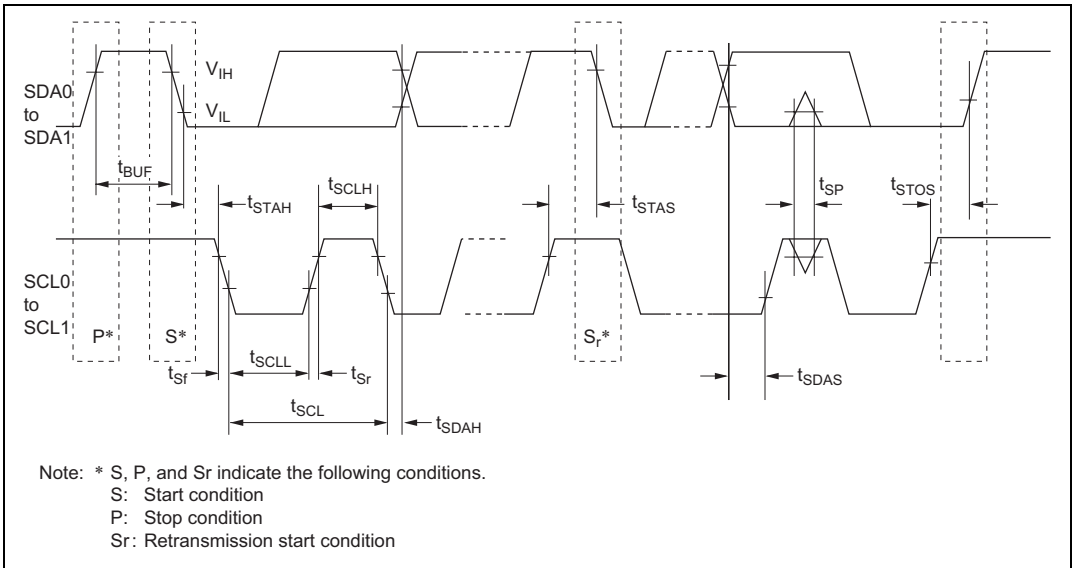 SDA0
to
SDA1
V_IH
V_IL
t_BUF
t_STAH
t_SCLH
t_STAS
t_SP
t_STOS
SCL0
to
SCL1
P*
S*
S_r*
t_Sf
t_SCLL
t_Sr
t_SDAS
t_SCL
t_SDAH
Note: * S, P, and Sr indicate the following conditions.
S: Start condition
P: Stop condition
Sr: Retransmission start condition